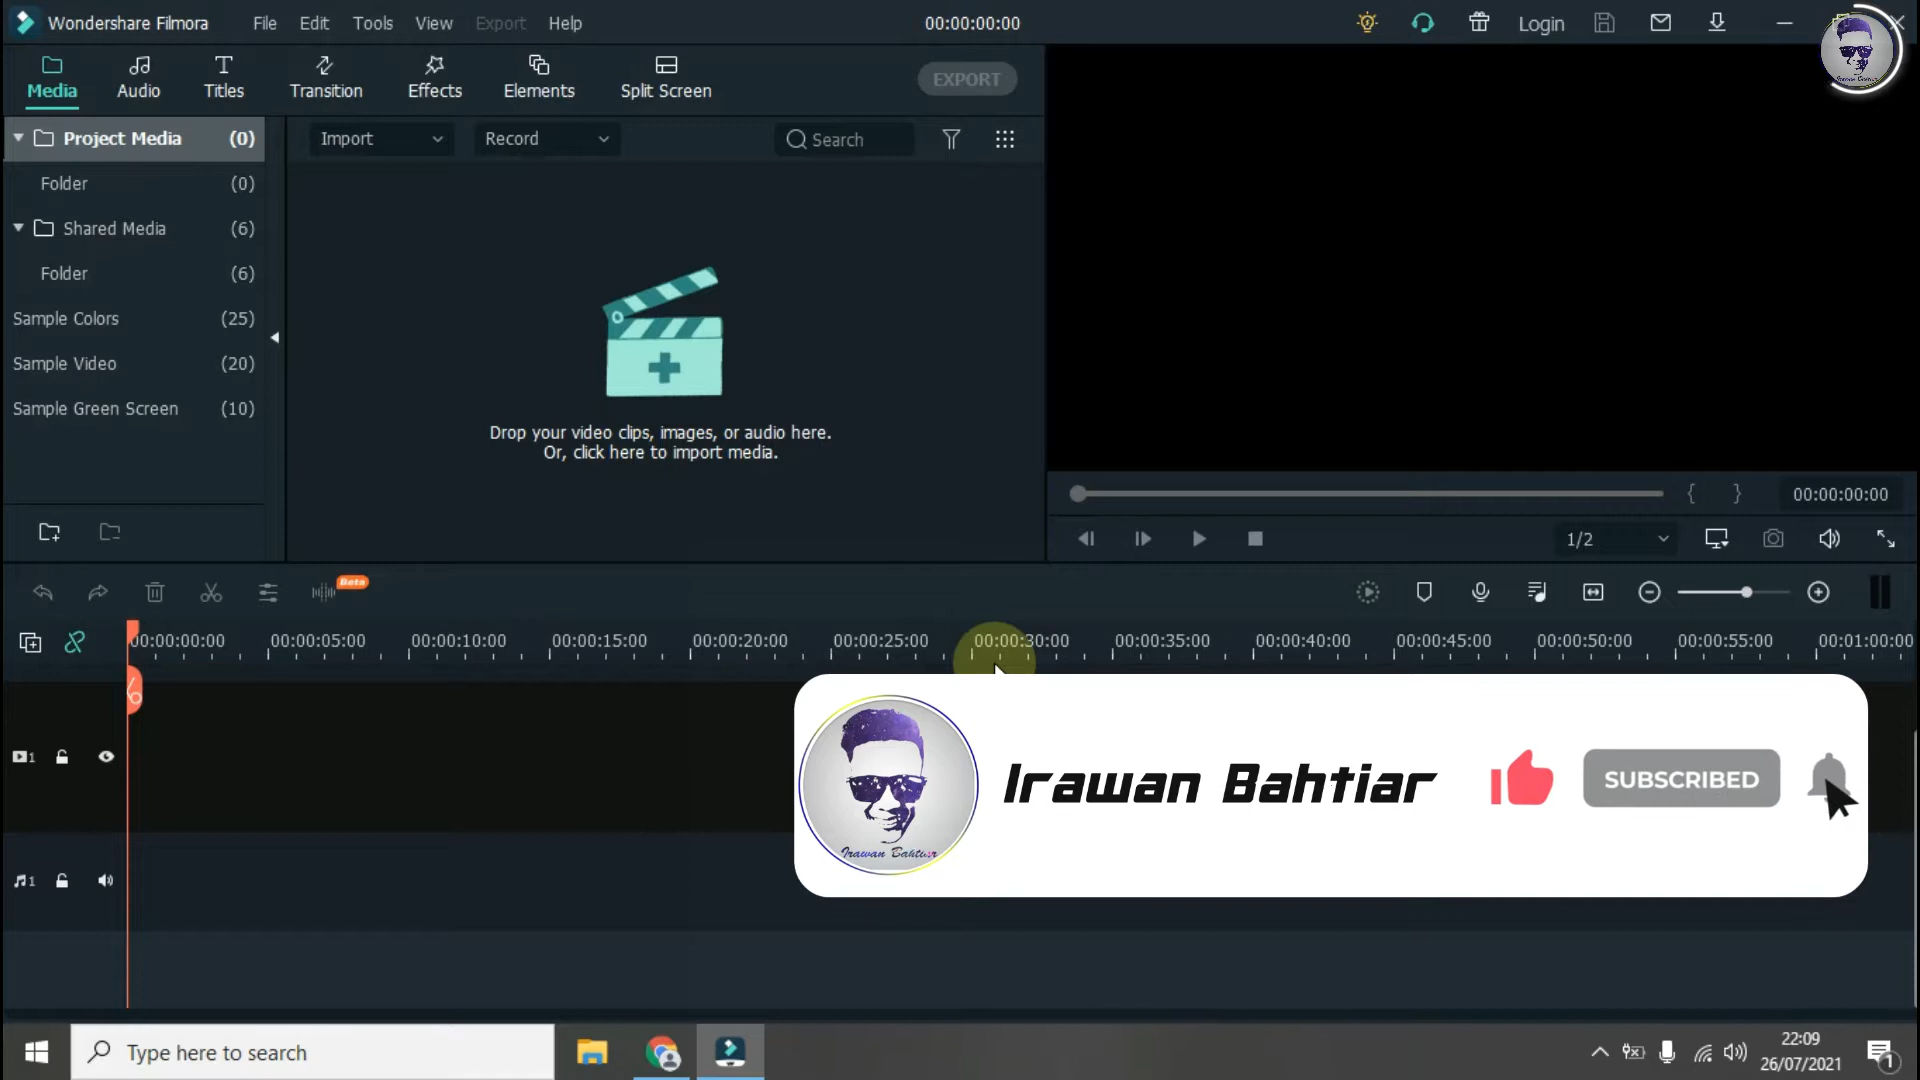 Wondershare Filmora File Edit Tools View Export Help 00:00:00:00 Login
Media Audio Titles Transition Effects Elements Split Screen EXPORT
Project Media (0)
Import Record Search
Folder (0)
Shared Media (6)
Folder (6)
Sample Colors (25)
Sample Video (20)
Sample Green Screen (10)
Drop your video clips, images, or audio here.
Or, click here to import media.
{ } 00:00:00:00
1/2
Beta
00:00:00:00 00:00:05:00 00:00:10:00 00:00:15:00 00:00:20:00 00:00:25:00 00:00:30:00 00:00:35:00 00:00:40:00 00:00:45:00 00:00:50:00 00:00:55:00 00:01:00:00
1
Irawan Bahtiar
Irawan Bahtiar SUBSCRIBED
1
Type here to search
22:09
26/07/2021
1